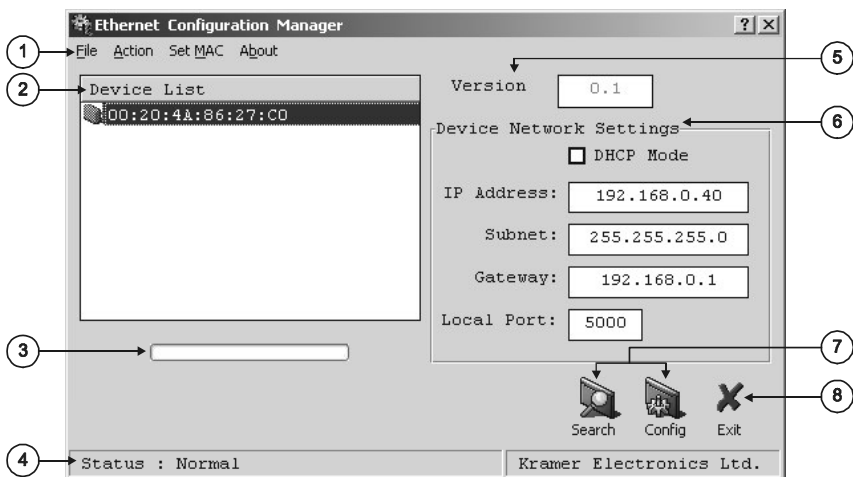 Ethernet Configuration Manager ? ×
1 File Action Set MAC About
2 Device List
00:20:4A:86:27:C0
5
Version 0.1
6
Device Network Settings
DHCP Mode
IP Address: 192.168.0.40
Subnet: 255.255.255.0
Gateway: 192.168.0.1
Local Port: 5000
3
7
8
Search Config Exit
4 Status : Normal Kramer Electronics Ltd.